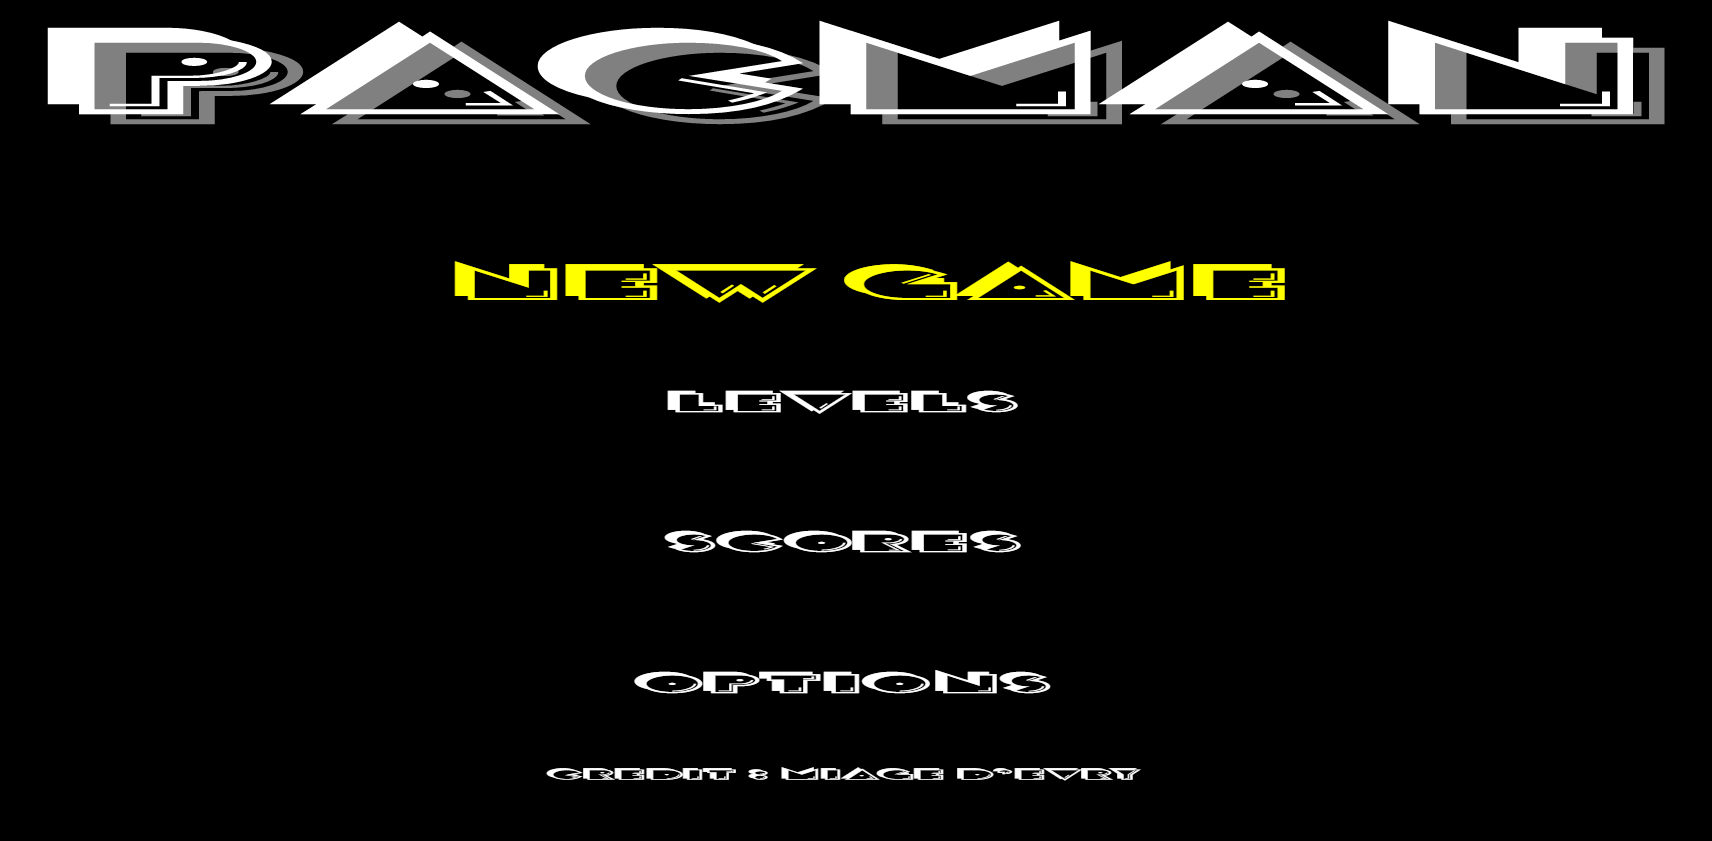 PACMAN
NEW GAME
LEVELS
SCORES
OPTIONS
CREDIT : MIAGE D'EVRY